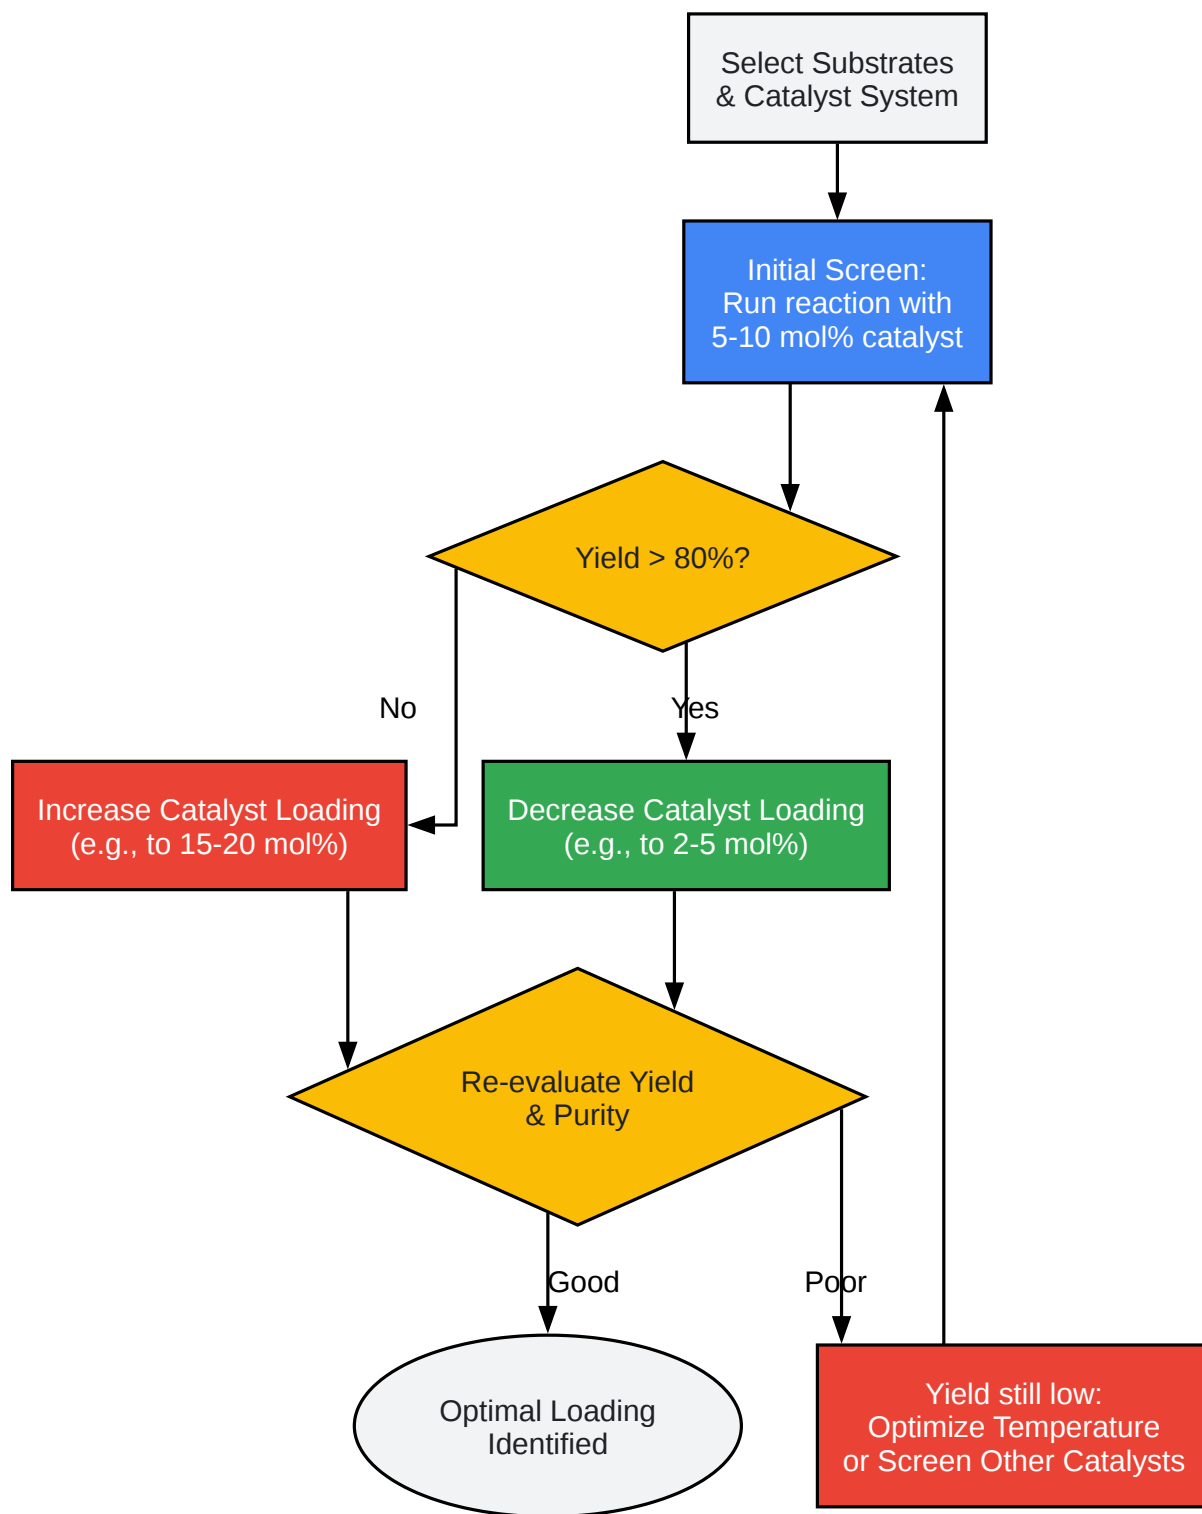 Select Substrates
& Catalyst System
Initial Screen:
Run reaction with
5-10 mol% catalyst
Yield > 80%?
No
Yes
Increase Catalyst Loading
(e.g., to 15-20 mol%)
Decrease Catalyst Loading
(e.g., to 2-5 mol%)
Re-evaluate Yield
& Purity
Good
Poor
Optimal Loading
Identified
Yield still low:
Optimize Temperature
or Screen Other Catalysts